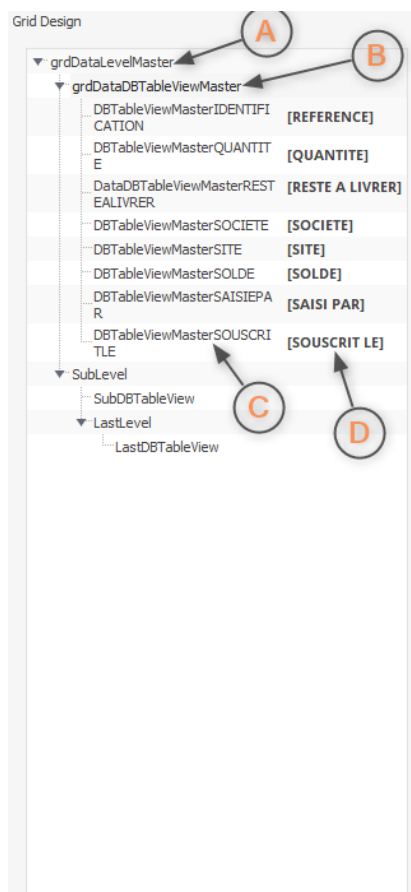 Grid Design
A
grdDataLevelMaster
B
grdDataDBTableViewMaster
DBTableViewMasterIDENTIFI
CATION
[REFERENCE]
DBTableViewMasterQUANTIT
E
[QUANTITE]
DataDBTableViewMasterREST
EALIVRER
[RESTE A LIVRER]
DBTableViewMasterSOCIETE [SOCIETE]
DBTableViewMasterSITE [SITE]
DBTableViewMasterSOLDE [SOLDE]
DBTableViewMasterSAISIEPA
R
[SAISI PAR]
DBTableViewMasterSOUSCRI
TLE
[SOUSCRIT LE]
SubLevel
SubDBTableView
C
D
LastLevel
LastDBTableView